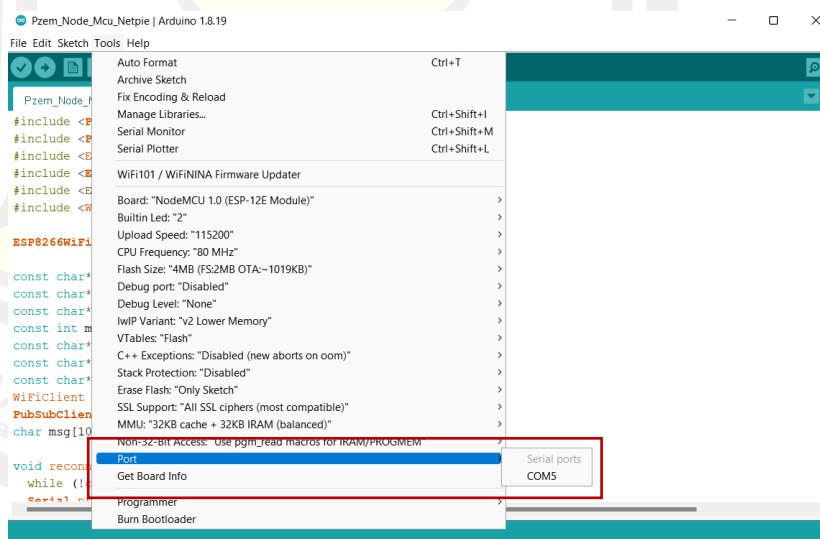 Pzem_Node_Mcu_Netpie | Arduino 1.8.19
File Edit Sketch Tools Help
Auto Format Ctrl+T
Archive Sketch
Fix Encoding & Reload
Manage Libraries... Ctrl+Shift+I
Serial Monitor Ctrl+Shift+M
Serial Plotter Ctrl+Shift+L
WiFi101 / WiFiNINA Firmware Updater
Board: "NodeMCU 1.0 (ESP-12E Module)"
Builtin Led: "2"
Upload Speed: "115200"
CPU Frequency: "80 MHz"
Flash Size: "4MB (FS:2MB OTA:~1019KB)"
Debug port: "Disabled"
Debug Level: "None"
lwIP Variant: "v2 Lower Memory"
VTables: "Flash"
C++ Exceptions: "Disabled (new aborts on oom)"
Stack Protection: "Disabled"
Erase Flash: "Only Sketch"
SSL Support: "All SSL ciphers (most compatible)"
MMU: "32KB cache + 32KB IRAM (balanced)"
Non-32-Bit Access: "Use pgm_read macros for IRAM/PROGMEM"
Port
Get Board Info
Programmer
Burn Bootloader
Serial ports
COM5
Pzem_Node_M
#include <P
#include <P
#include <E
#include <E
#include <E
#include <W
ESP8266WiFi
const char*
const char*
const char*
const int m
const char*
const char*
const char*
WiFiClient
PubSubClien
char msg[10
void reconn
while (!c
Serial.p